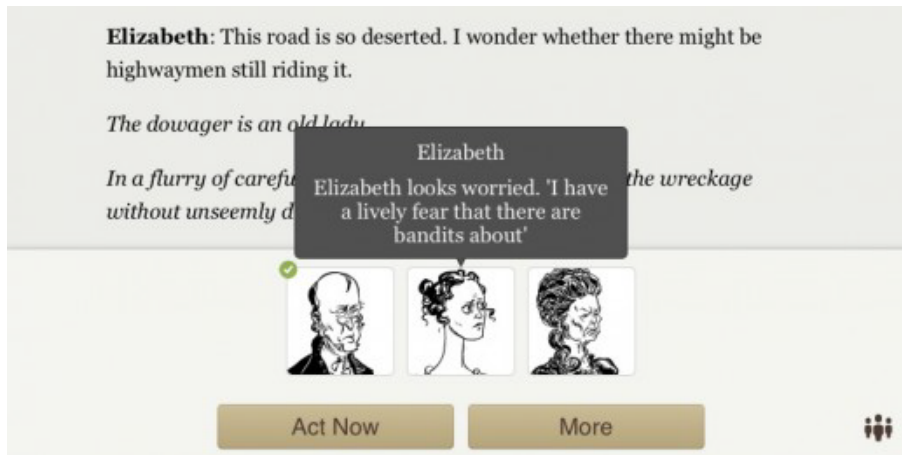 Elizabeth: This road is so deserted. I wonder whether there might be
highwaymen still riding it.
The dowager is an old lady
In a flurry of carefu
the wreckage
without unseemly d
Elizabeth
Elizabeth looks worried. 'I have
a lively fear that there are
bandits about'
Act Now
More